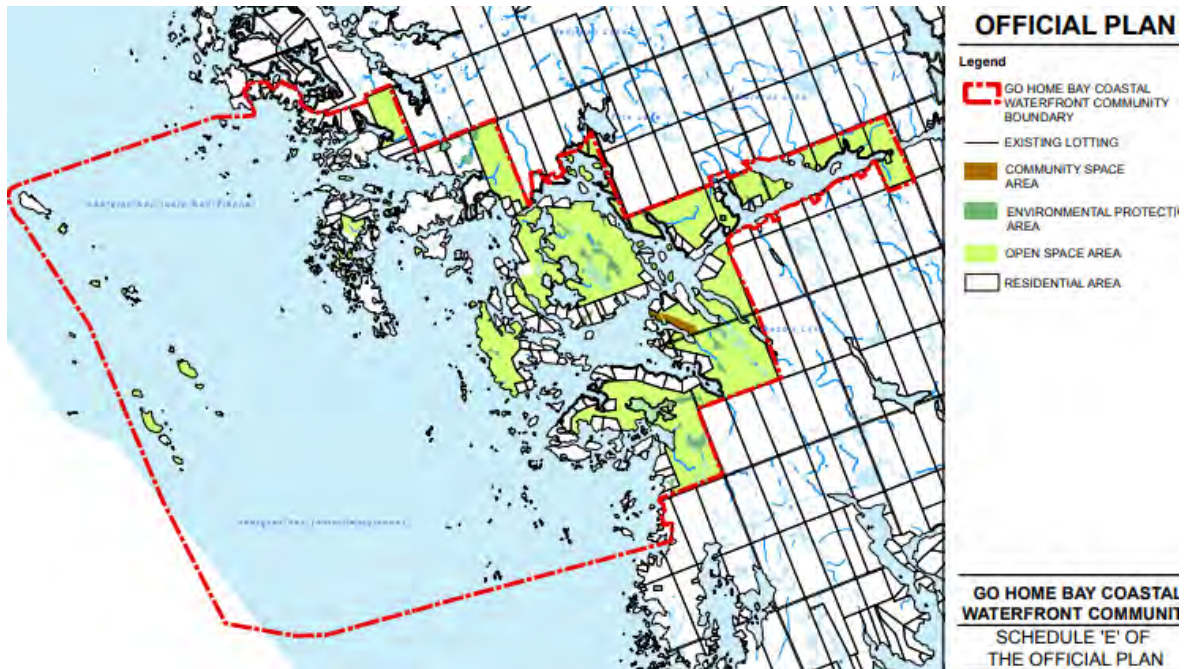 OFFICIAL PLAN
Legend
GO HOME BAY COASTAL
WATERFRONT COMMUNITY
BOUNDARY
EXISTING LOTTING
COMMUNITY SPACE
AREA
ENVIRONMENTAL PROTECTI
AREA
OPEN SPACE AREA
RESIDENTIAL AREA
GO HOME BAY COASTAL
WATERFRONT COMMUNIT
SCHEDULE 'E' OF
THE OFFICIAL PLAN